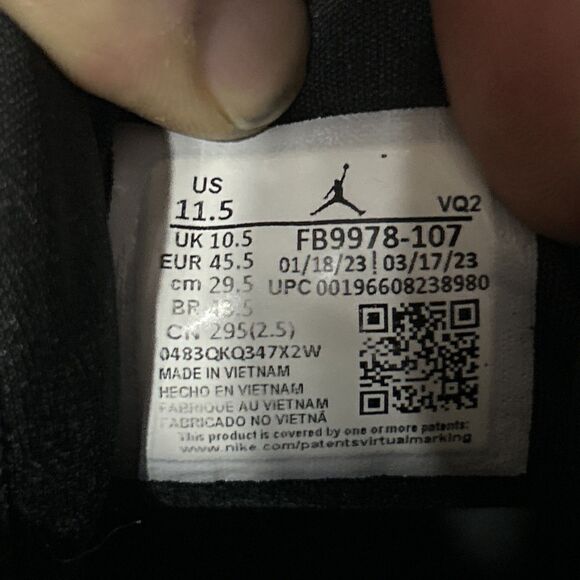 US
11.5
VQ2
UK 10.5
FB9978-107
EUR 45.5
01/18/23 | 03/17/23
cm 29.5
UPC 00196608238980
BR
CN 295(2.5)
0483QKQ347X2W
MADE IN VIETNAM
HECHO EN VIETNAM
FABRIQUE AU VIETNAM
FABRICADO NO VIETNÃ
This product is covered by one or more patents:
www.nike.com/patentsvirtualmarking